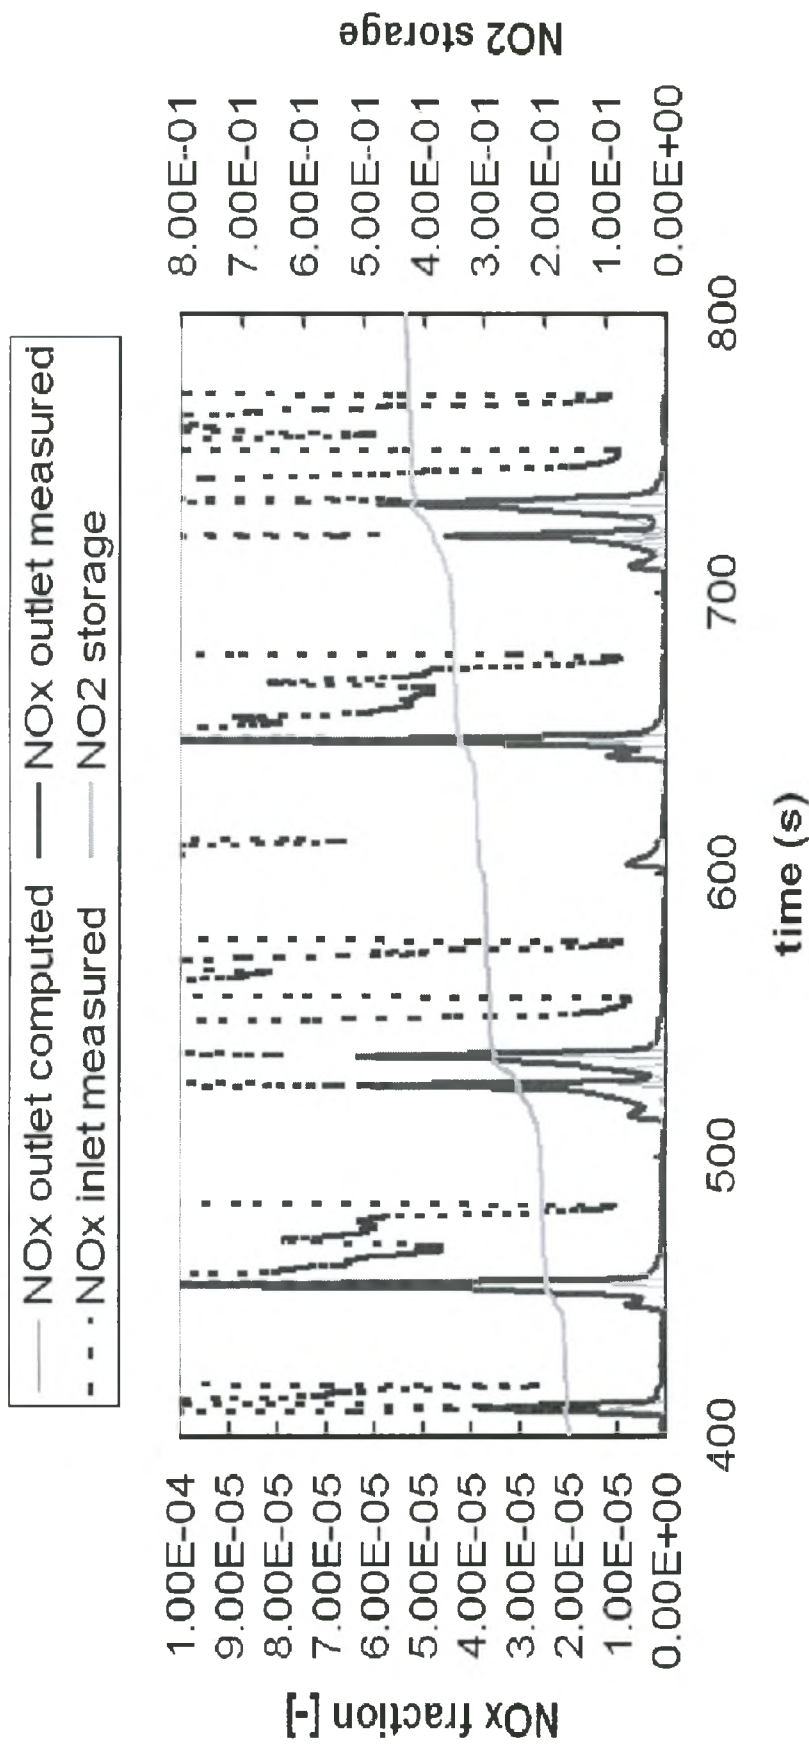 NOx outlet computed
NOx outlet measured
NOx inlet measured
NO2 storage
NOx fraction [-]
1.00E-04
9.00E-05
8.00E-05
7.00E-05
6.00E-05
5.00E-05
4.00E-05
3.00E-05
2.00E-05
1.00E-05
0.00E+00
8.00E-01
7.00E-01
6.00E-01
5.00E-01
4.00E-01
3.00E-01
2.00E-01
1.00E-01
0.00E+00
NO2 storage
400
500
600
700
800
time (s)